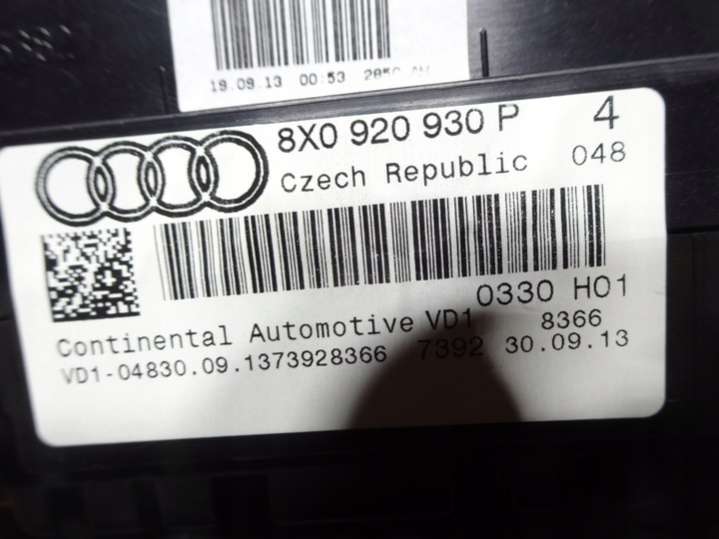 19.09.13 00:53
8X0 920 930 P 4
Czech Republic 048
0330 H01
Continental Automotive VD1 8366
VD1-04830.09.1373928366 7392 30.09.13